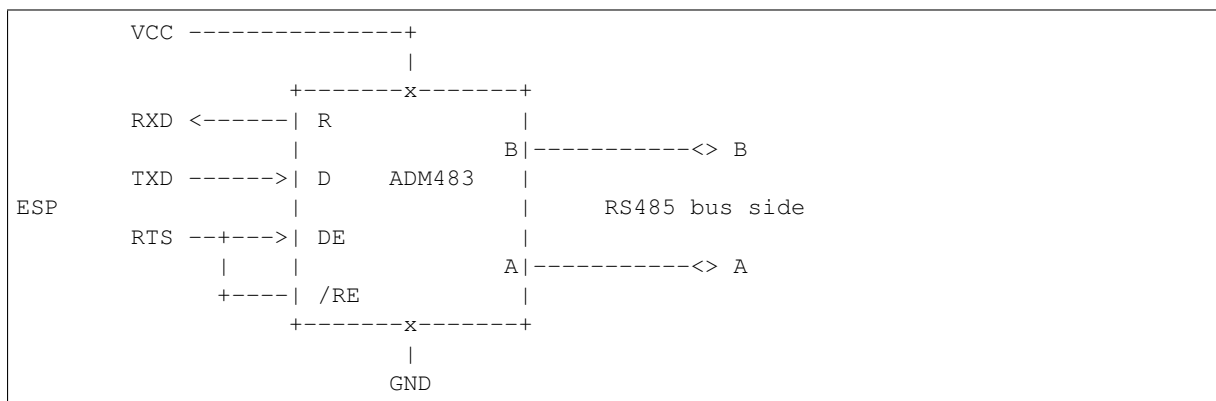 VCC ---------------+
|
+-------x-------+
RXD <------| R |
| B|-----------<> B
TXD ------>| D ADM483 |
ESP | | RS485 bus side
RTS --+--->| DE |
| | A|-----------<> A
+----| /RE |
+-------x-------+
|
GND